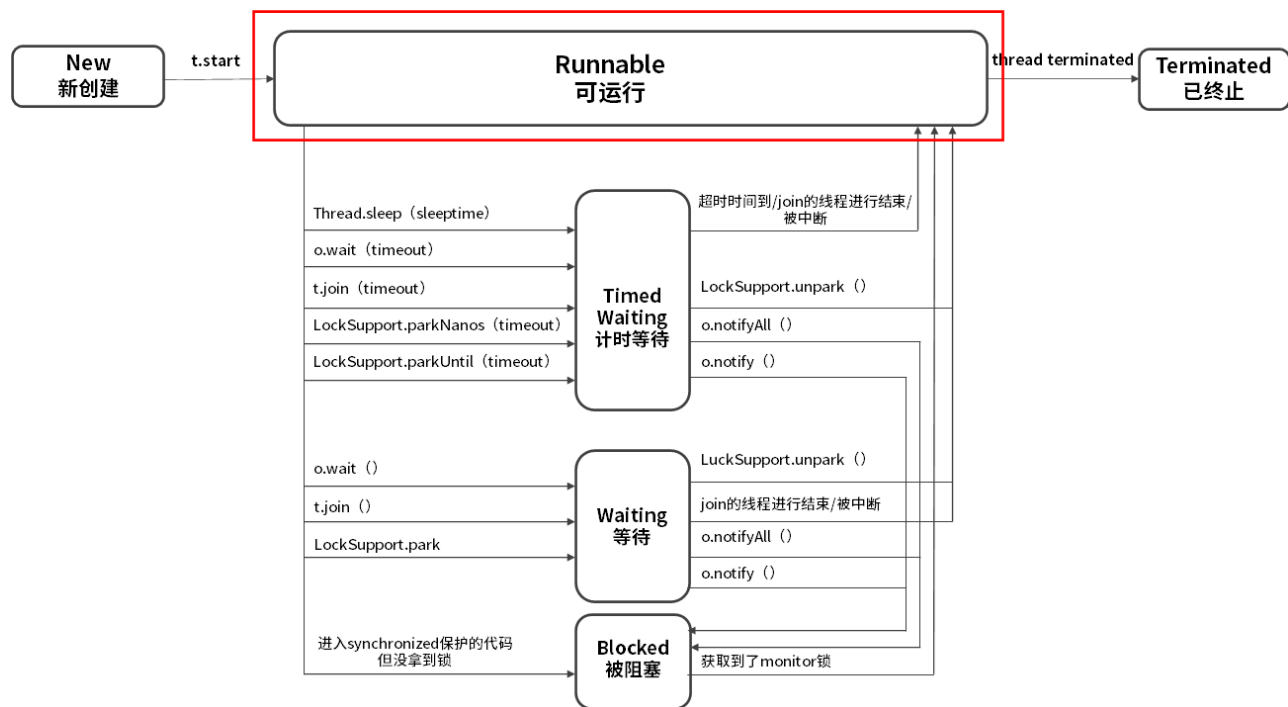 New
新创建
t.start
Runnable
可运行
thread terminated
Terminated
已终止
Thread.sleep（sleeptime）
o.wait（timeout）
t.join（timeout）
LockSupport.parkNanos（timeout）
LockSupport.parkUntil（timeout）
Timed
Waiting
计时等待
超时时间到/join的线程进行结束/
被中断
LockSupport.unpark（）
o.notifyAll（）
o.notify（）
o.wait（）
t.join（）
LockSupport.park
Waiting
等待
LuckSupport.unpark（）
join的线程进行结束/被中断
o.notifyAll（）
o.notify（）
进入synchronized保护的代码
但没拿到锁
Blocked
被阻塞
获取到了monitor锁